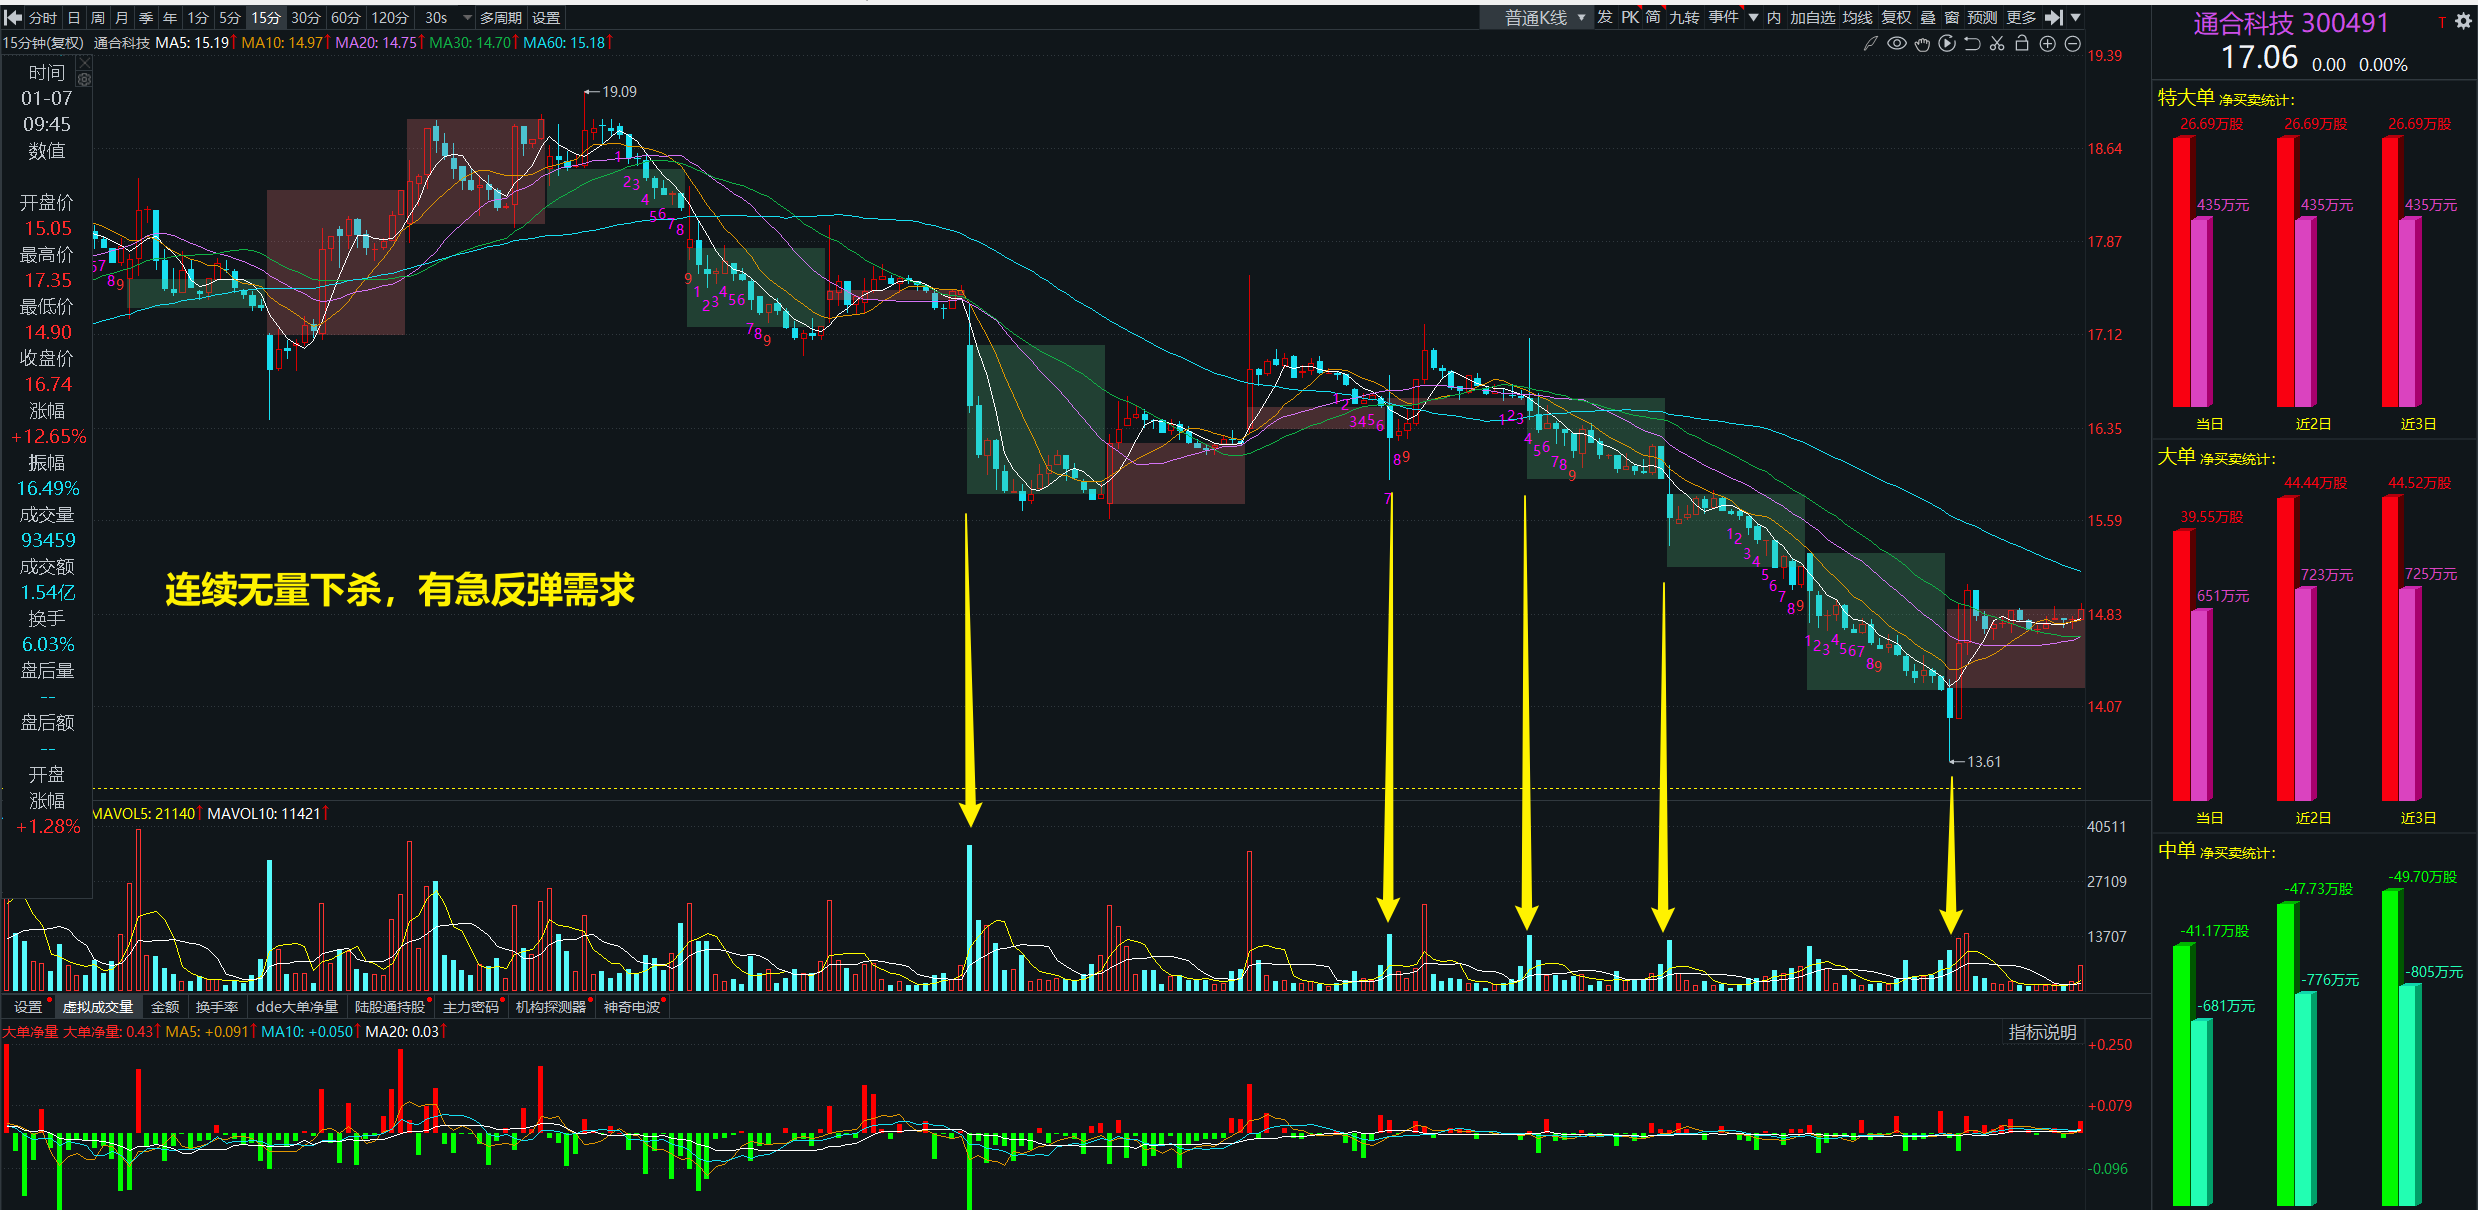 分时 日 周 月 季 年 1分 5分 15分 30分 60分 120分 30s 多周期 设置 普通K线 发 PK 简 九转 事件 内 加自选 均线 复权 叠 窗 预测 更多
15分钟(复权) 通合科技 MA5: 15.19↑ MA10: 14.97↑ MA20: 14.75↑ MA30: 14.70↑ MA60: 15.18↑
时间
01-07
09:45
数值
开盘价
15.05
最高价
17.35
最低价
14.90
收盘价
16.74
涨幅
+12.65%
振幅
16.49%
成交量
93459
成交额
1.54亿
换手
6.03%
盘后量
--
盘后额
--
开盘
涨幅
+1.28%
19.09
13.61
连续无量下杀，有急反弹需求
19.39
18.64
17.87
17.12
16.35
15.59
14.83
14.07
MAVOL5: 21140↑ MAVOL10: 11421↑
40511
27109
13707
设置 虚拟成交量 金额 换手率 dde大单净量 陆股通持股 主力密码 机构探测器 神奇电波
大单净量 大单净量: 0.43↑ MA5: +0.091↑ MA10: +0.050↑ MA20: 0.03↑
指标说明
+0.250
+0.079
-0.096
通合科技 300491
T
17.06 0.00 0.00%
特大单 净买卖统计:
26.69万股 26.69万股 26.69万股
435万元 435万元 435万元
当日 近2日 近3日
大单 净买卖统计:
39.55万股 44.44万股 44.52万股
651万元 723万元 725万元
当日 近2日 近3日
中单 净买卖统计:
-41.17万股 -47.73万股 -49.70万股
-681万元 -776万元 -805万元